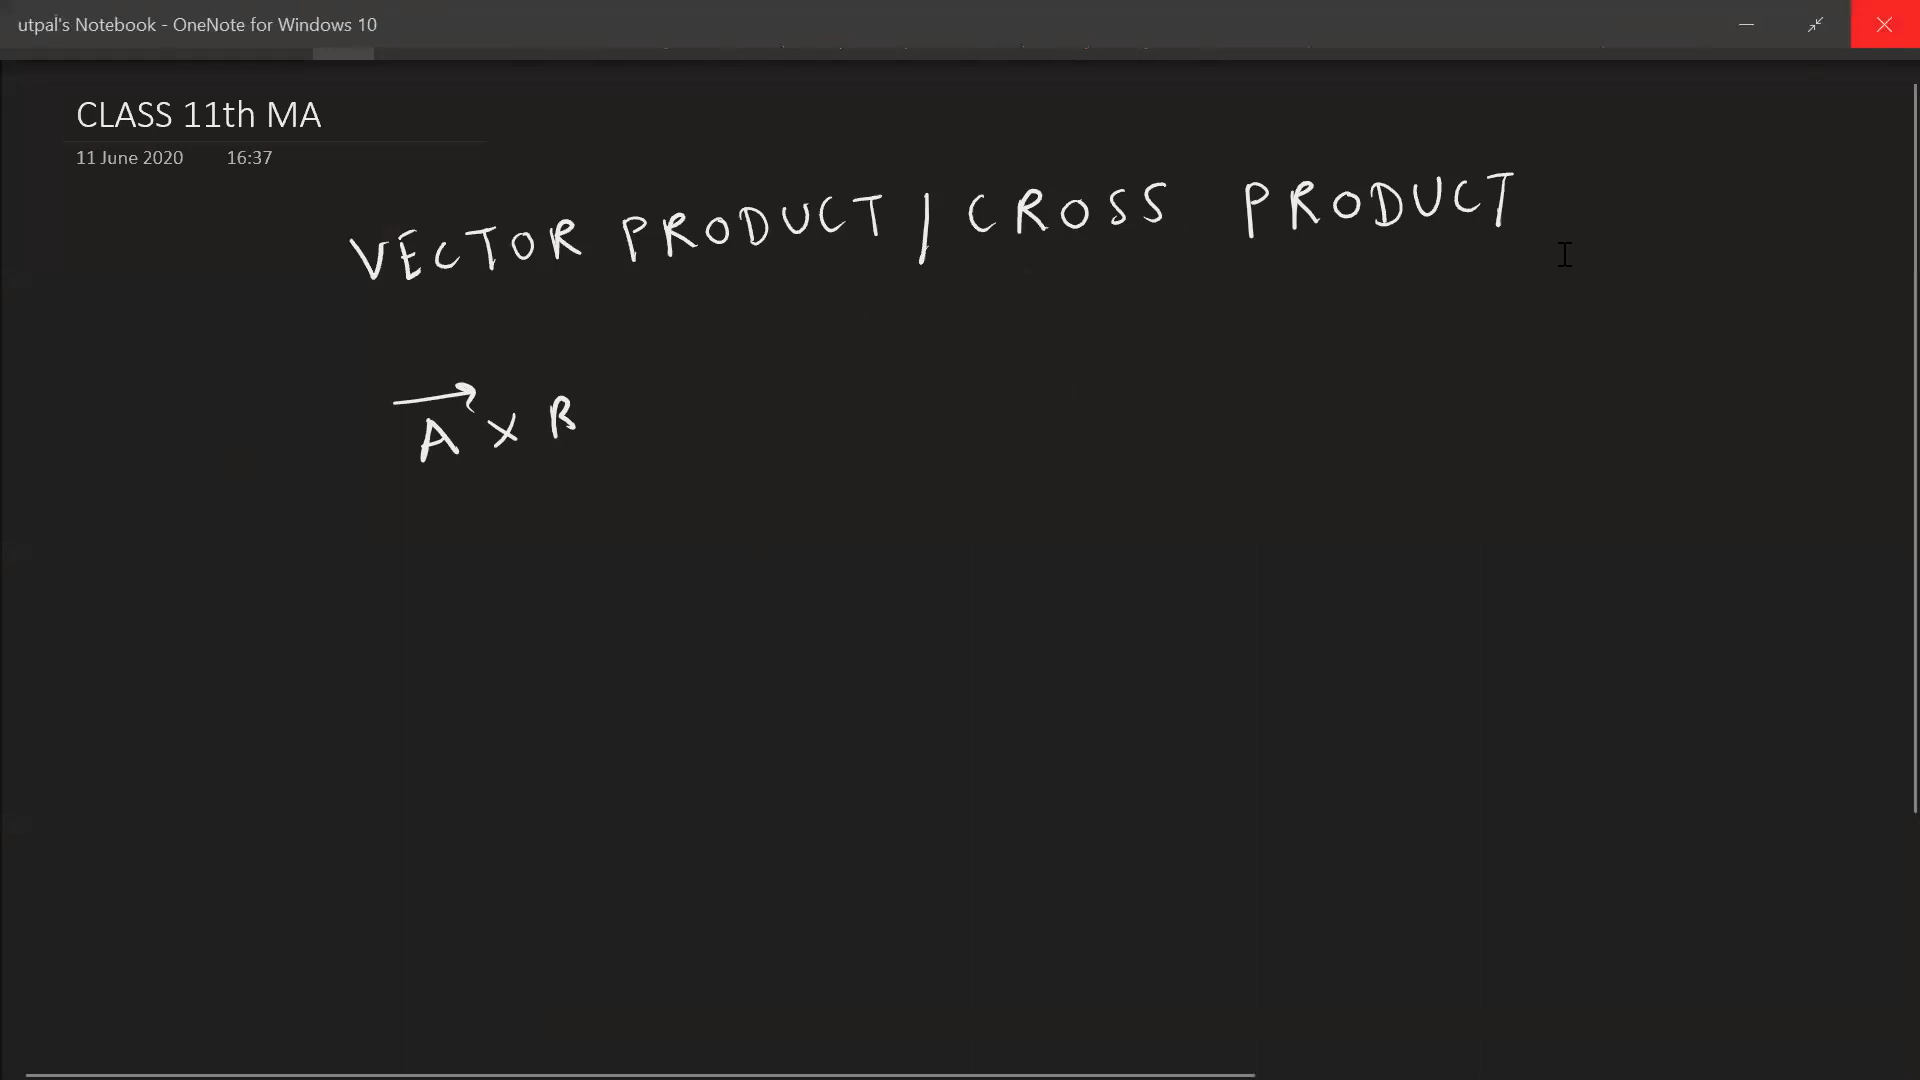 utpal's Notebook - OneNote for Windows 10
CLASS 11th MA
11 June 2020 16:37
VECTOR PRODUCT / CROSS PRODUCT
A⃗ × B